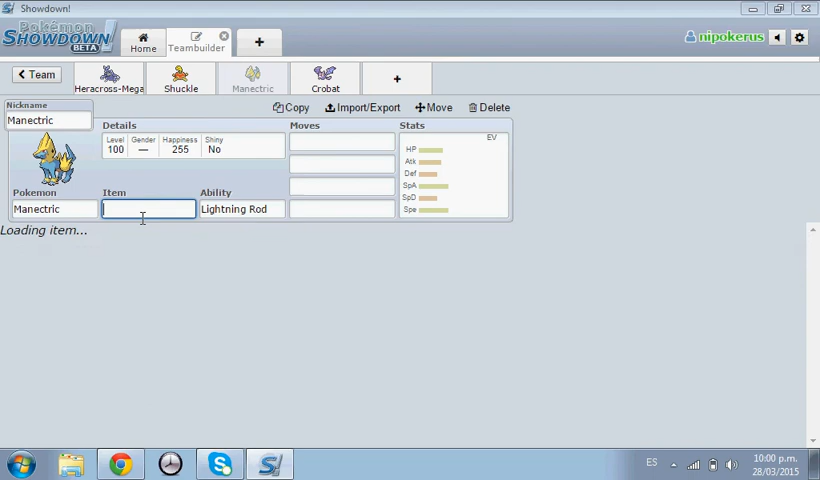 Showdown!
Pokémon
SHOWDOWN!
BETA
Home
Teambuilder
+
nipokerus
Team
Heracross-Mega
Shuckle
Manectric
Crobat
+
Copy Import/Export Move Delete
Nickname
Manectric
Details
Level Gender Happiness Shiny
100 — 255 No
Moves
Stats
EV
HP
Atk
Def
SpA
SpD
Spe
Pokemon Item Ability
Manectric Lightning Rod
Loading item...
ES
10:00 p.m.
28/03/2015